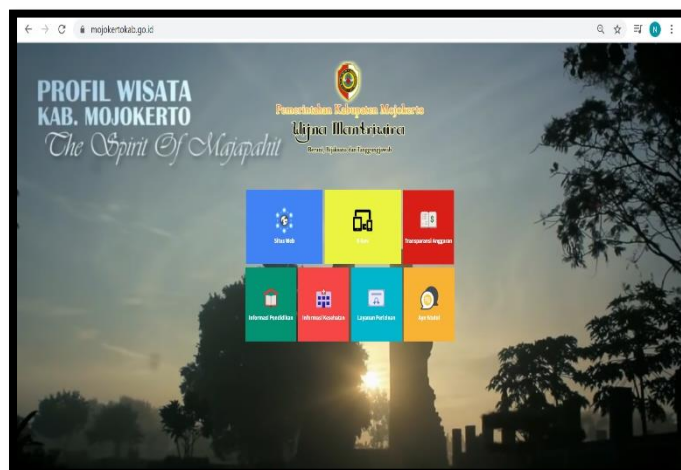 mojokertokab.go.id
N
PROFIL WISATA
KAB. MOJOKERTO
The Spirit Of Majapahit
Pemerintahan Kabupaten Mojokerto
Wijna Mantriwira
Situs Web
Transparansi Anggaran
Informasi Pendidikan
Informasi Kesehatan
Layanan Perizinan